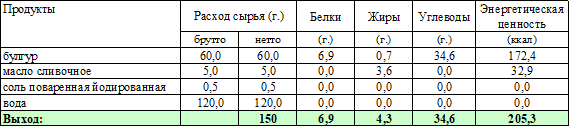 Продукты Расход сырья (г.) Белки Жиры Углеводы Энергетическая ценность
брутто нетто (г.) (г.) (г.) (ккал)
булгур 60,0 60,0 6,9 0,7 34,6 172,4
масло сливочное 5,0 5,0 0,0 3,6 0,0 32,9
соль поваренная йодированная 0,5 0,5 0,0 0,0 0,0 0,0
вода 120,0 120,0 0,0 0,0 0,0 0,0
Выход: 150 6,9 4,3 34,6 205,3